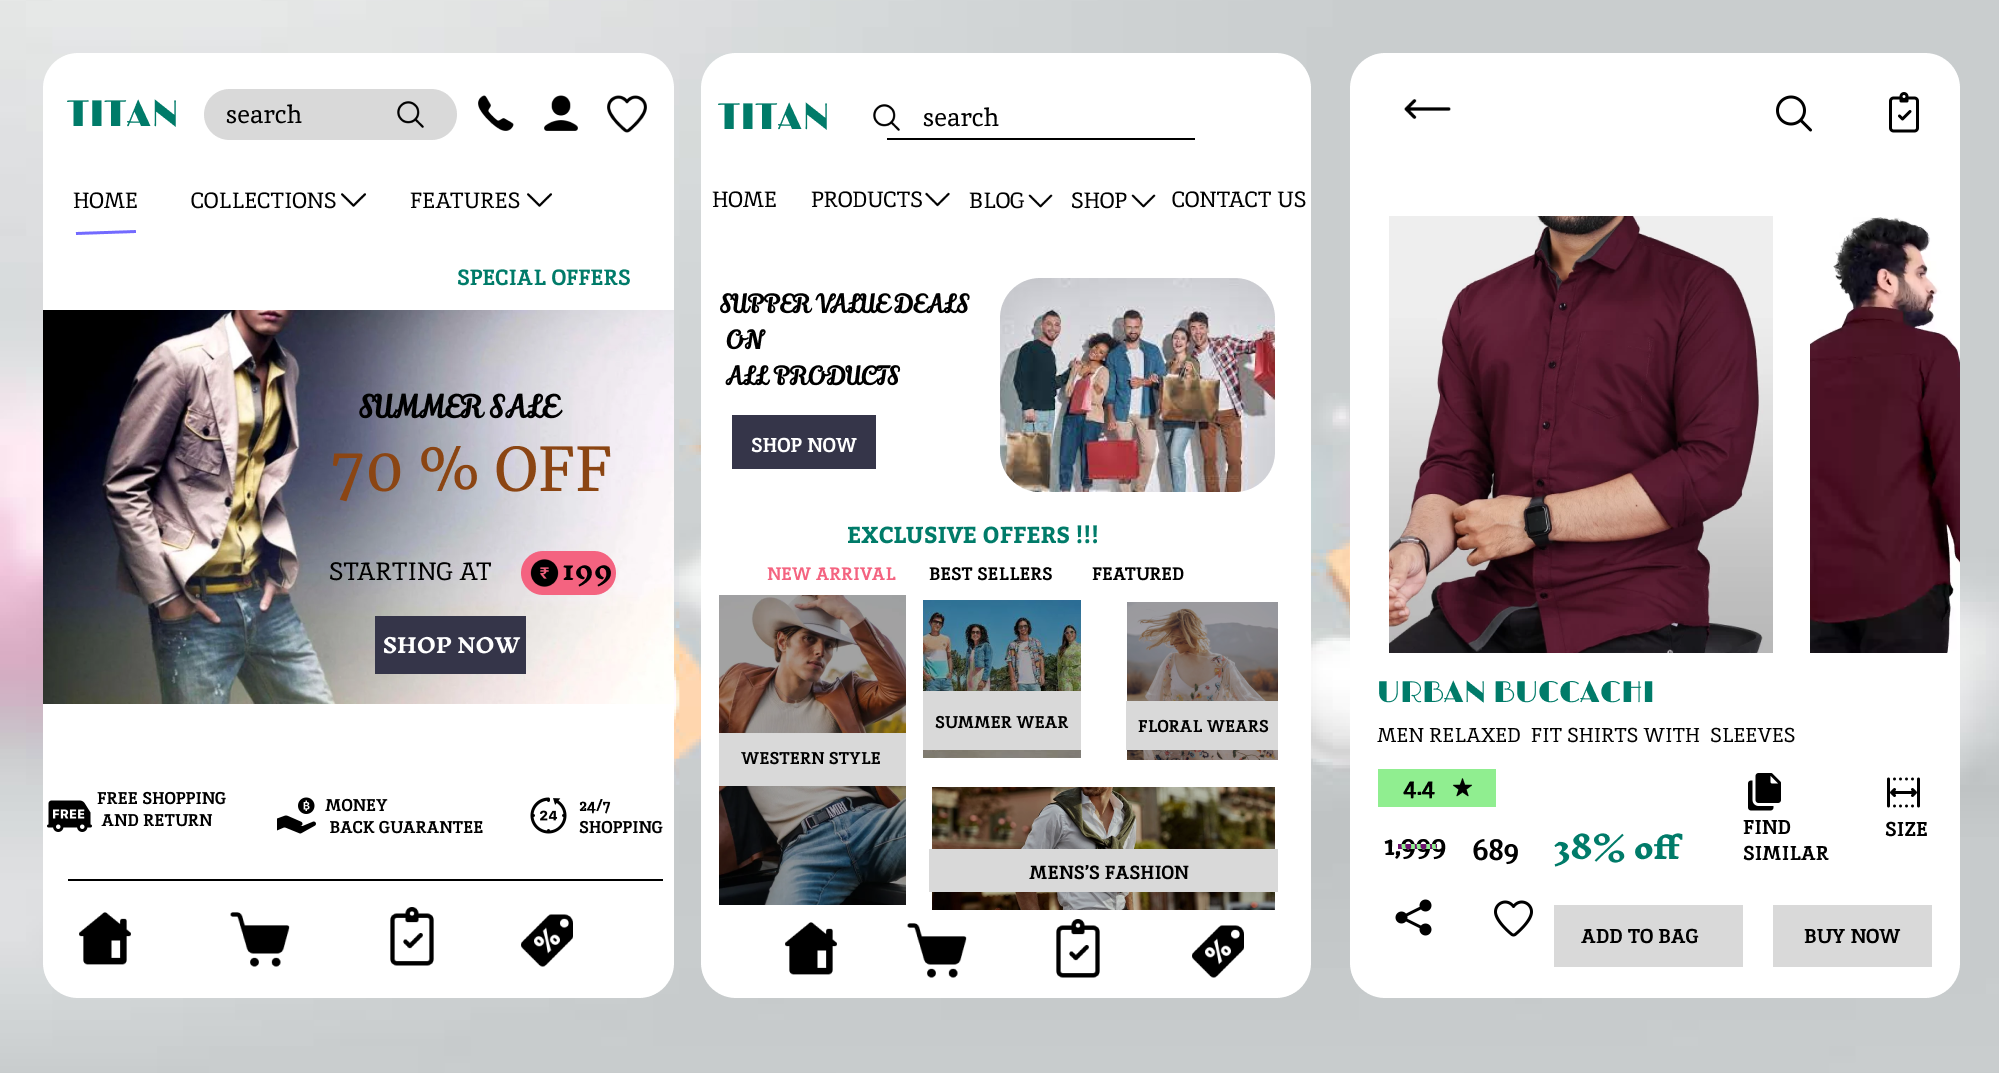 TITAN
search
HOME
COLLECTIONS
FEATURES
SPECIAL OFFERS
SUMMER SALE
70 % OFF
STARTING AT
₹199
SHOP NOW
FREE
FREE SHOPPING
AND RETURN
MONEY
BACK GUARANTEE
24
24/7
SHOPPING
%
TITAN
search
HOME
PRODUCTS
BLOG
SHOP
CONTACT US
SUPPER VALUE DEALS
ON
ALL PRODUCTS
SHOP NOW
EXCLUSIVE OFFERS !!!
NEW ARRIVAL
BEST SELLERS
FEATURED
WESTERN STYLE
SUMMER WEAR
FLORAL WEARS
MENS'S FASHION
%
URBAN BUCCACHI
MEN RELAXED FIT SHIRTS WITH SLEEVES
4.4 ★
1,999
689
38% off
FIND
SIMILAR
SIZE
ADD TO BAG
BUY NOW